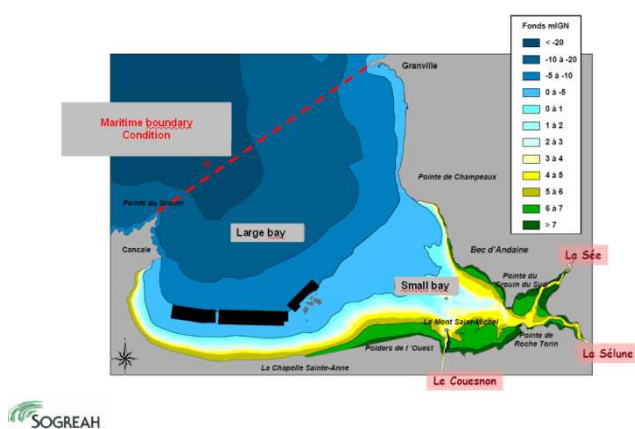 Fonds mIGN
< -20
-10 à -20
-5 à -10
0 à -5
0 à 1
1 à 2
2 à 3
3 à 4
4 à 5
5 à 6
6 à 7
> 7
Granville
Maritime boundary
Condition
Pointe de Champeaux
Pointe du Grouin
Large bay
Cancale
Bec d'Andaine
La Sée
Small bay
Pointe du
Grouin du Sud
Le Mont Saint-Michel
Pointe de
Roche Torin
La Sélune
Polders de l'Ouest
La Chapelle Sainte-Anne
Le Couesnon
SOGREAH